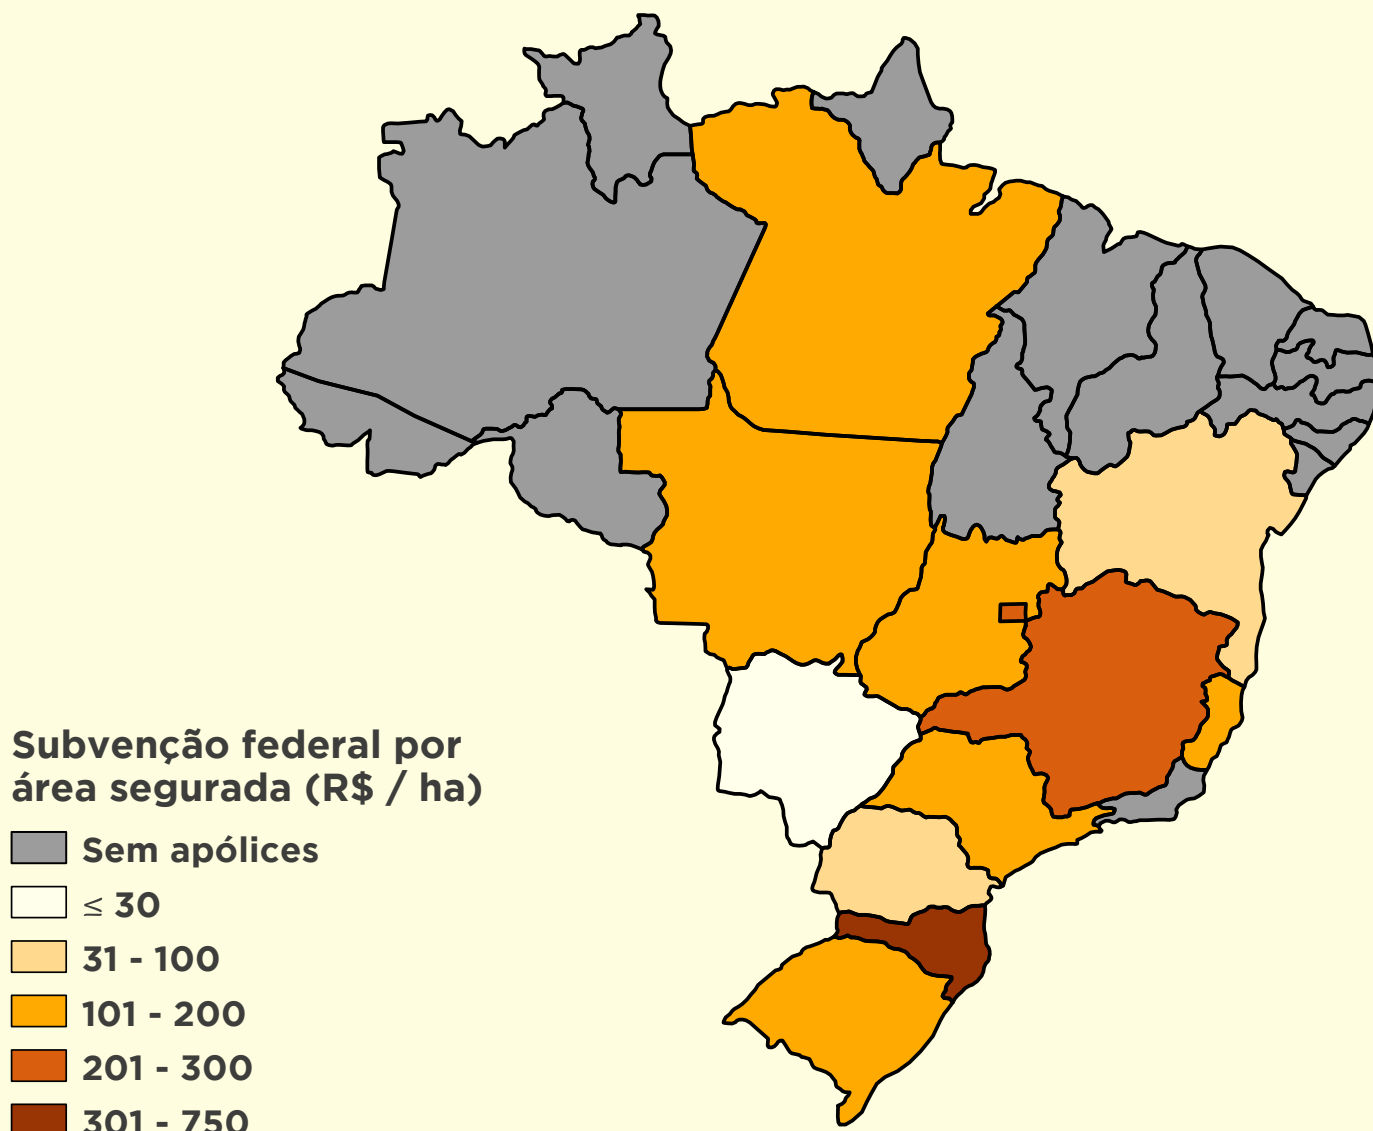 Subvenção federal por
área segurada (R$ / ha)
Sem apólices
≤ 30
31 - 100
101 - 200
201 - 300
301 - 750